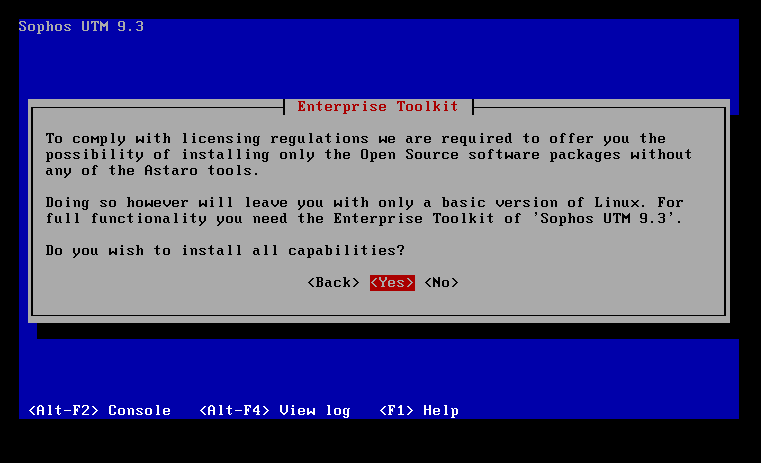 Sophos UTM 9.3
Enterprise Toolkit
To comply with licensing regulations we are required to offer you the
possibility of installing only the Open Source software packages without
any of the Astaro tools.
Doing so however will leave you with only a basic version of Linux. For
full functionality you need the Enterprise Toolkit of 'Sophos UTM 9.3'.
Do you wish to install all capabilities?
<Back> <Yes> <No>
<Alt-F2> Console <Alt-F4> View log <F1> Help